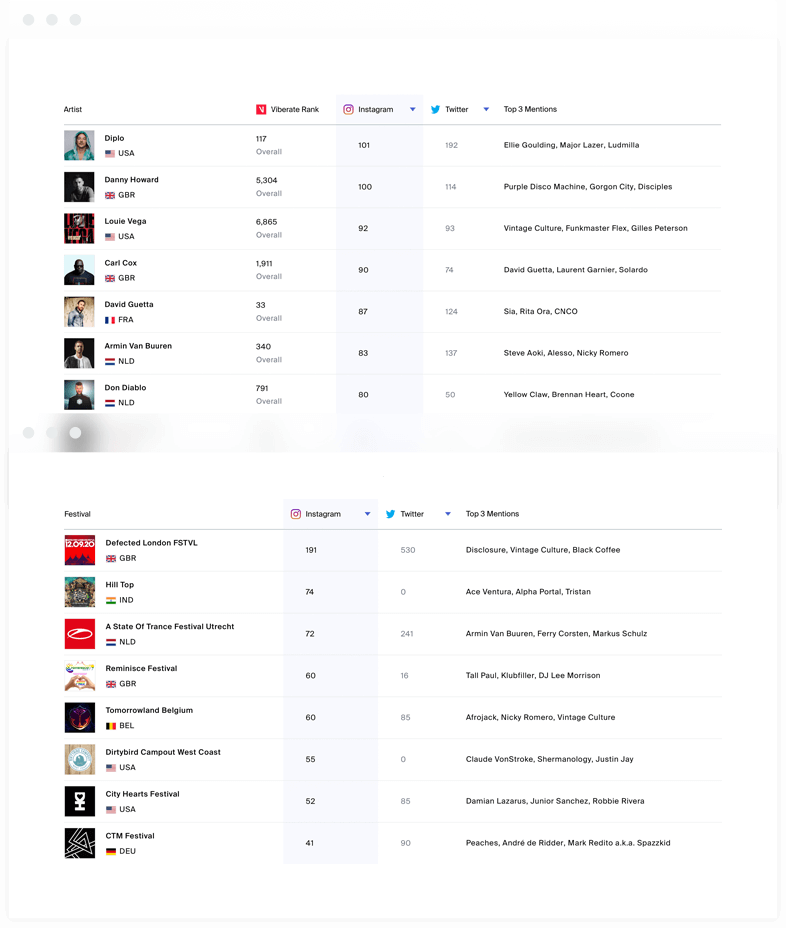 Artist Viberate Rank Instagram Twitter Top 3 Mentions
Diplo
USA
117
Overall
101
192
Ellie Goulding, Major Lazer, Ludmilla
Danny Howard
GBR
5,304
Overall
100
114
Purple Disco Machine, Gorgon City, Disciples
Louie Vega
USA
6,865
Overall
92
93
Vintage Culture, Funkmaster Flex, Gilles Peterson
Carl Cox
GBR
1,911
Overall
90
74
David Guetta, Laurent Garnier, Solardo
David Guetta
FRA
33
Overall
87
124
Sia, Rita Ora, CNCO
Armin Van Buuren
NLD
340
Overall
83
137
Steve Aoki, Alesso, Nicky Romero
Don Diablo
NLD
791
Overall
80
50
Yellow Claw, Brennan Heart, Coone
Festival Instagram Twitter Top 3 Mentions
12.09.20
Defected London FSTVL
GBR
191
530
Disclosure, Vintage Culture, Black Coffee
Hill Top
IND
74
0
Ace Ventura, Alpha Portal, Tristan
A State Of Trance Festival Utrecht
NLD
72
241
Armin Van Buuren, Ferry Corsten, Markus Schulz
Reminisce Festival
GBR
60
16
Tall Paul, Klubfiller, DJ Lee Morrison
Tomorrowland Belgium
BEL
60
85
Afrojack, Nicky Romero, Vintage Culture
Dirtybird Campout West Coast
USA
55
0
Claude VonStroke, Shermanology, Justin Jay
City Hearts Festival
USA
52
85
Damian Lazarus, Junior Sanchez, Robbie Rivera
CTM Festival
DEU
41
90
Peaches, André de Ridder, Mark Redito a.k.a. Spazzkid